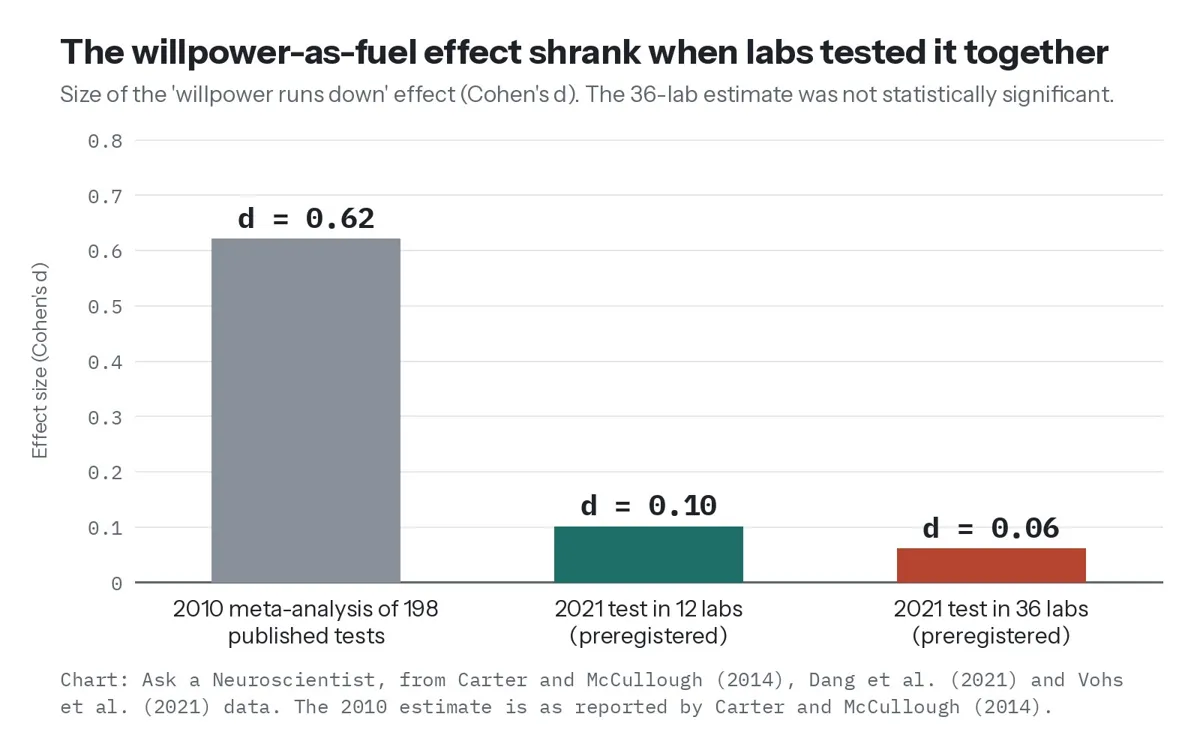 The willpower-as-fuel effect shrank when labs tested it together
Size of the 'willpower runs down' effect (Cohen's d). The 36-lab estimate was not statistically significant.
Effect size (Cohen's d)
0.8
0.7
0.6
0.5
0.4
0.3
0.2
0.1
0
d = 0.62
d = 0.10
d = 0.06
2010 meta-analysis of 198
published tests
2021 test in 12 labs
(preregistered)
2021 test in 36 labs
(preregistered)
Chart: Ask a Neuroscientist, from Carter and McCullough (2014), Dang et al. (2021) and Vohs
et al. (2021) data. The 2010 estimate is as reported by Carter and McCullough (2014).